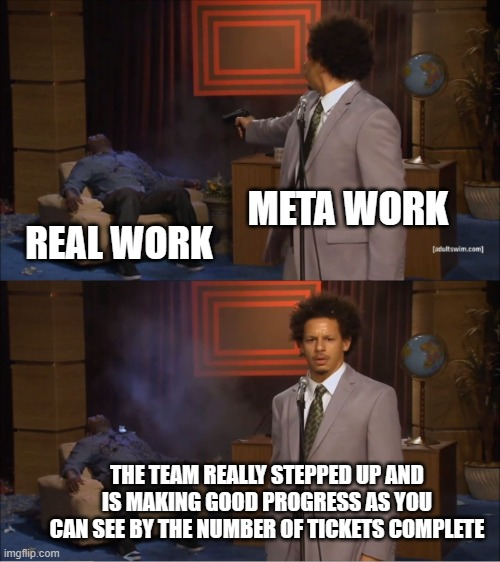 META WORK
REAL WORK
[adultswim.com]
THE TEAM REALLY STEPPED UP AND
IS MAKING GOOD PROGRESS AS YOU
CAN SEE BY THE NUMBER OF TICKETS COMPLETE
imgflip.com